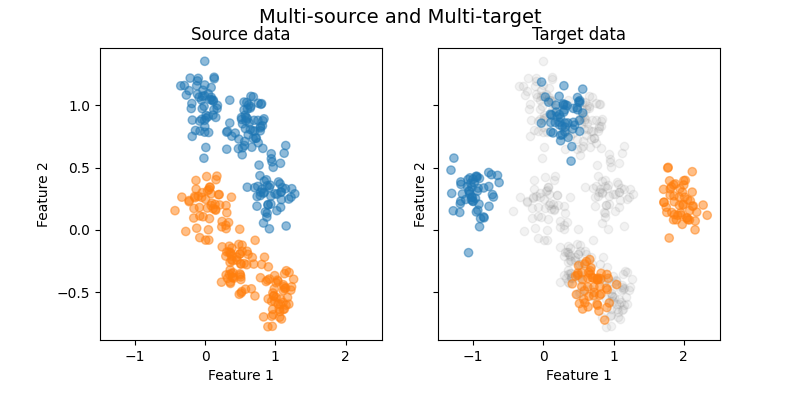 Multi-source and Multi-target
Source data
Target data
1.0
0.5
0.0
−0.5
Feature 2
−1
0
1
2
Feature 1
Feature 2
−1
0
1
2
Feature 1